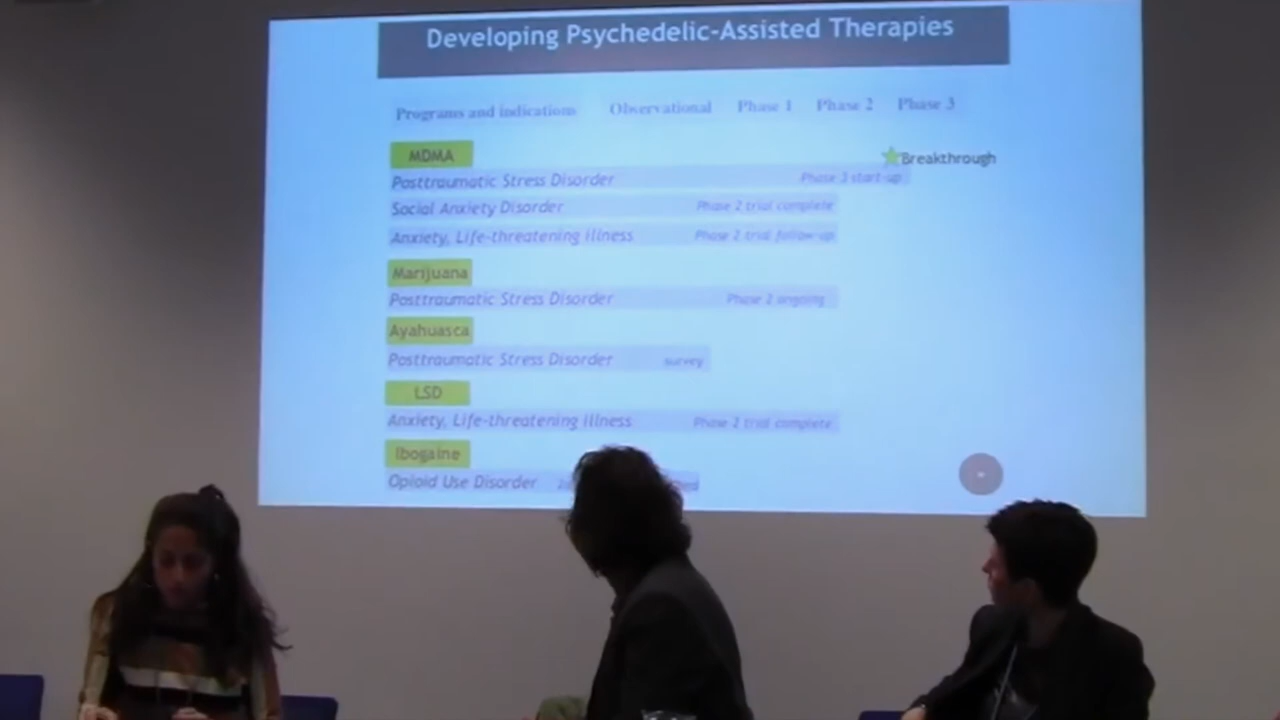 Developing Psychedelic-Assisted Therapies
Programs and indications Observational Phase 1 Phase 2 Phase 3
MDMA Breakthrough
Posttraumatic Stress Disorder Phase 3 start-up
Social Anxiety Disorder Phase 2 trial complete
Anxiety, Life-threatening Illness Phase 2 trial follow-up
Marijuana
Posttraumatic Stress Disorder Phase 2 ongoing
Ayahuasca
Posttraumatic Stress Disorder survey
LSD
Anxiety, Life-threatening Illness Phase 2 trial complete
Ibogaine
Opioid Use Disorder